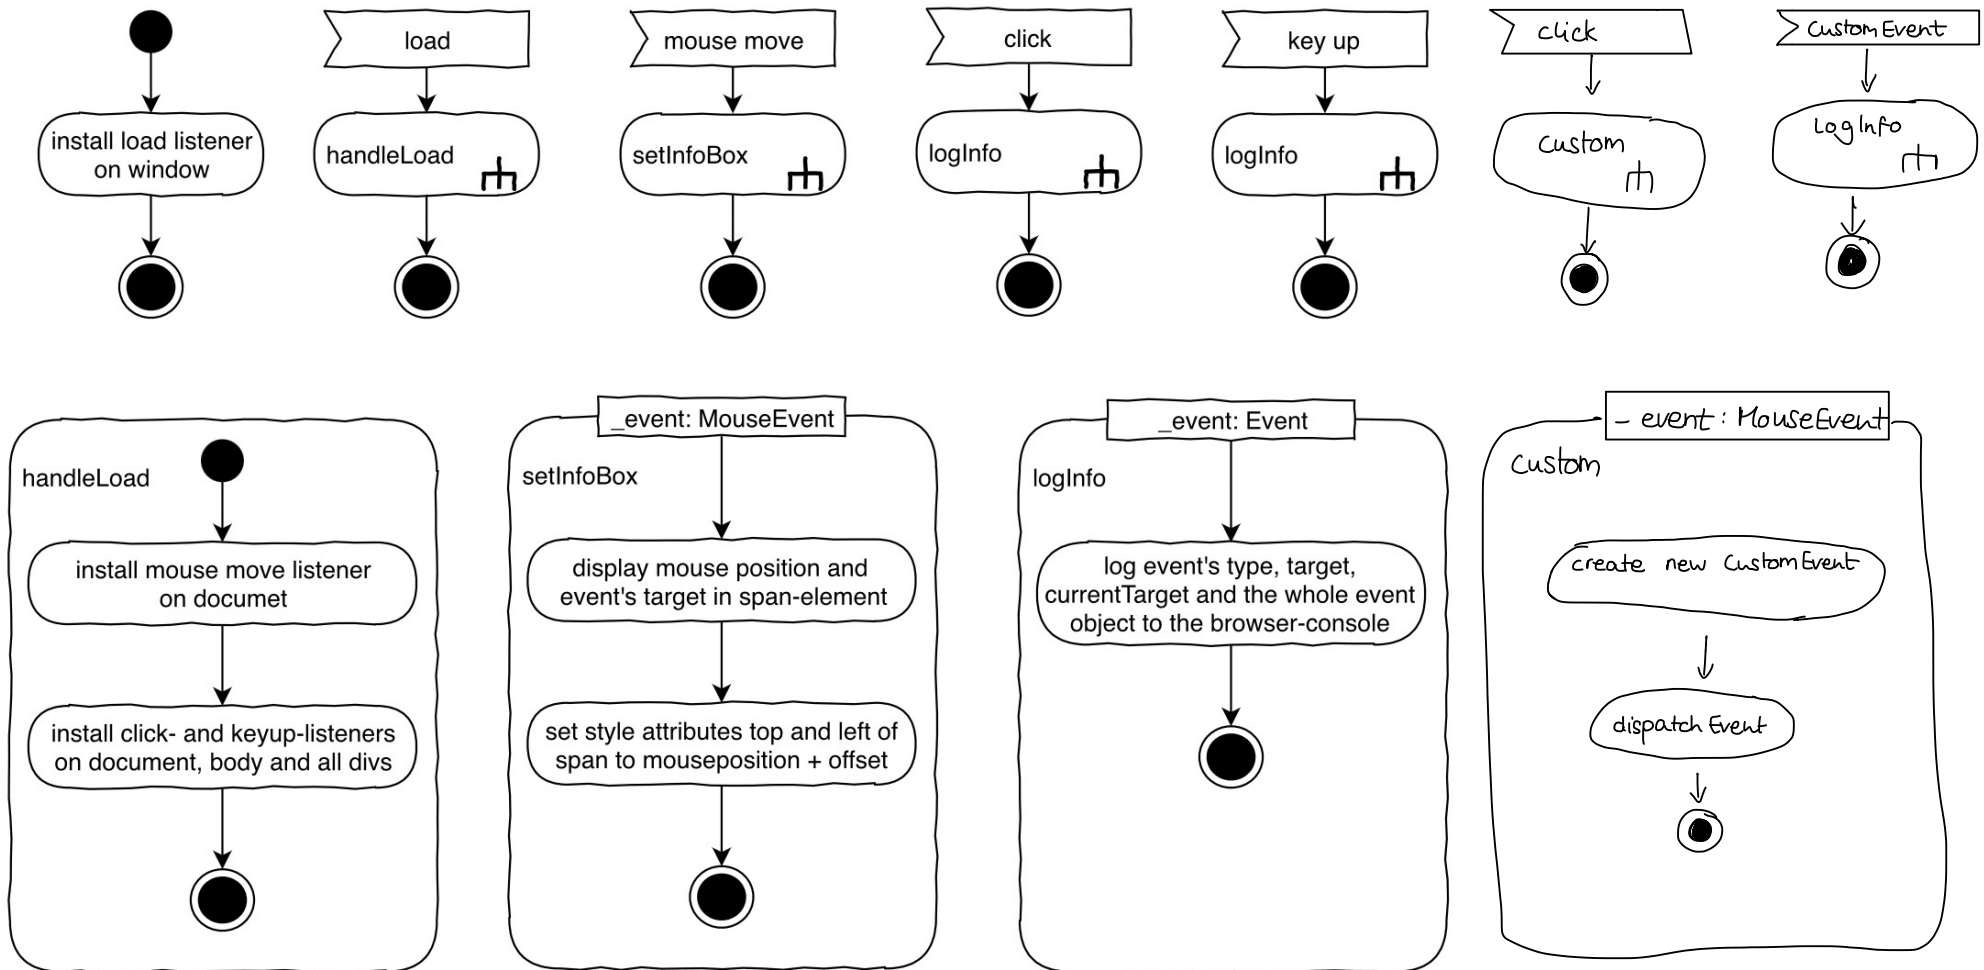 load
mouse move
click
key up
click
CustomEvent
install load listener
on window
handleLoad
setInfoBox
logInfo
logInfo
custom
logInfo
handleLoad
install mouse move listener
on documet
install click- and keyup-listeners
on document, body and all divs
_event: MouseEvent
setInfoBox
display mouse position and
event's target in span-element
set style attributes top and left of
span to mouseposition + offset
_event: Event
logInfo
log event's type, target,
currentTarget and the whole event
object to the browser-console
_event: MouseEvent
Custom
create new CustomEvent
dispatchEvent